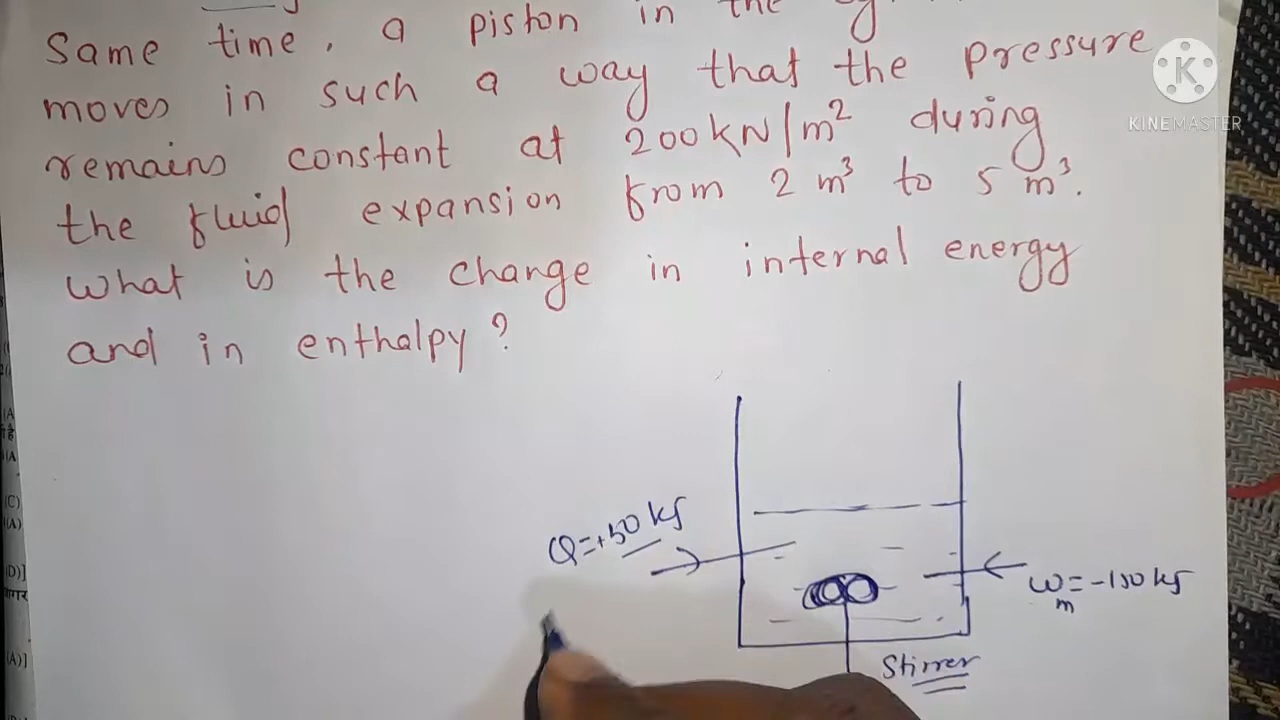 Same time, a piston in the
moves in such a way that the pressure
remains constant at 200 kN/m² during
the fluid expansion from 2 m³ to 5 m³.
What is the change in internal energy
and in enthalpy?
K
KINEMASTER
Q=+50 kJ
Wm=-150 kJ
Stirrer
(A
(A
(C)
(A)
(D)]
(A)]